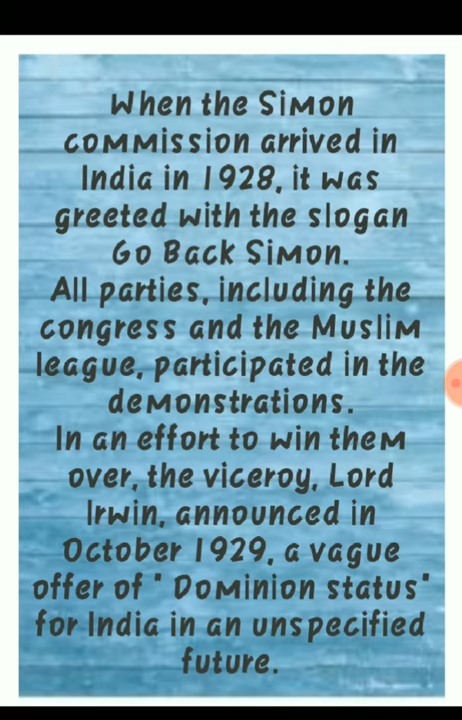 When the Simon
commission arrived in
India in 1928, it was
greeted with the slogan
Go Back Simon.
All parties, including the
congress and the Muslim
league, participated in the
demonstrations.
In an effort to win them
over, the viceroy, Lord
Irwin, announced in
October 1929, a vague
offer of " Dominion status"
for India in an unspecified
future.